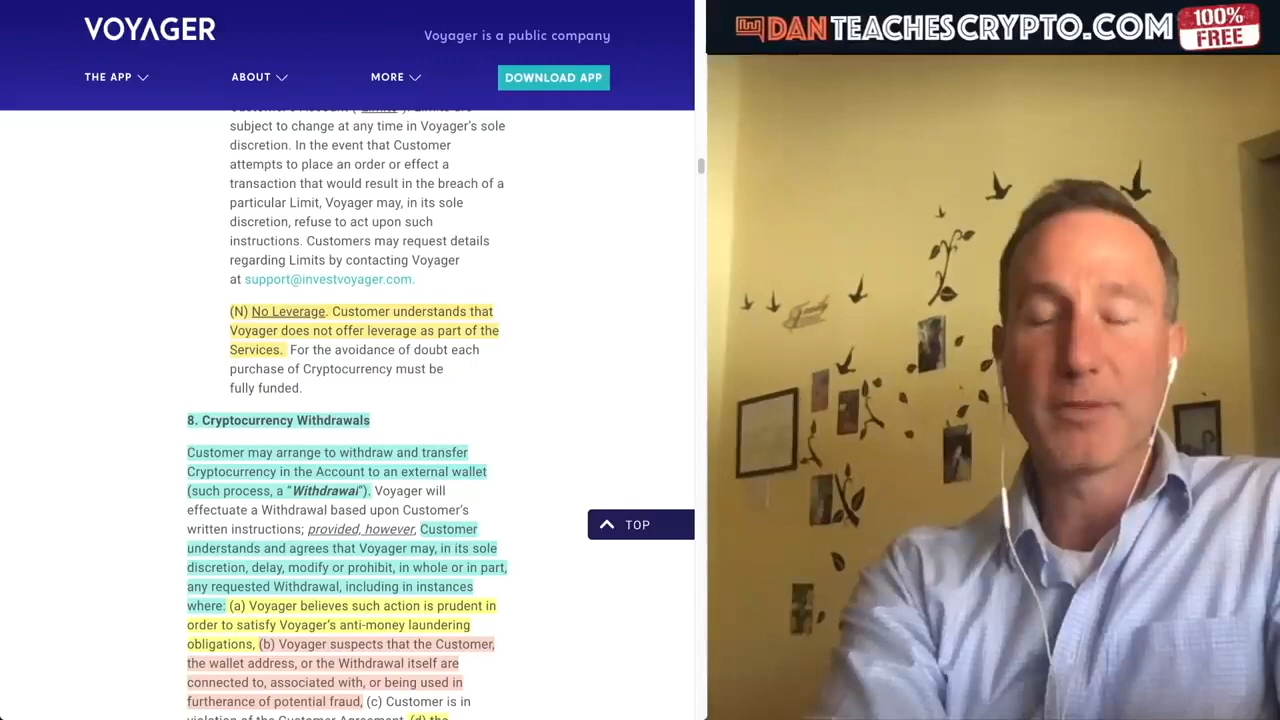 VOYAGER
Voyager is a public company
THE APP
ABOUT
MORE
DOWNLOAD APP
subject to change at any time in Voyager's sole
discretion. In the event that Customer
attempts to place an order or effect a
transaction that would result in the breach of a
particular Limit, Voyager may, in its sole
discretion, refuse to act upon such
instructions. Customers may request details
regarding Limits by contacting Voyager
at support@investvoyager.com.
(N) No Leverage. Customer understands that
Voyager does not offer leverage as part of the
Services. For the avoidance of doubt each
purchase of Cryptocurrency must be
fully funded.
8. Cryptocurrency Withdrawals
Customer may arrange to withdraw and transfer
Cryptocurrency in the Account to an external wallet
(such process, a “Withdrawal”). Voyager will
effectuate a Withdrawal based upon Customer's
written instructions; provided, however, Customer
understands and agrees that Voyager may, in its sole
discretion, delay, modify or prohibit, in whole or in part,
any requested Withdrawal, including in instances
where: (a) Voyager believes such action is prudent in
order to satisfy Voyager's anti-money laundering
obligations, (b) Voyager suspects that the Customer,
the wallet address, or the Withdrawal itself are
connected to, associated with, or being used in
furtherance of potential fraud, (c) Customer is in
violation of the Customer Agreement, (d) the
TOP
DANTEACHESCRYPTO.COM
100%
FREE